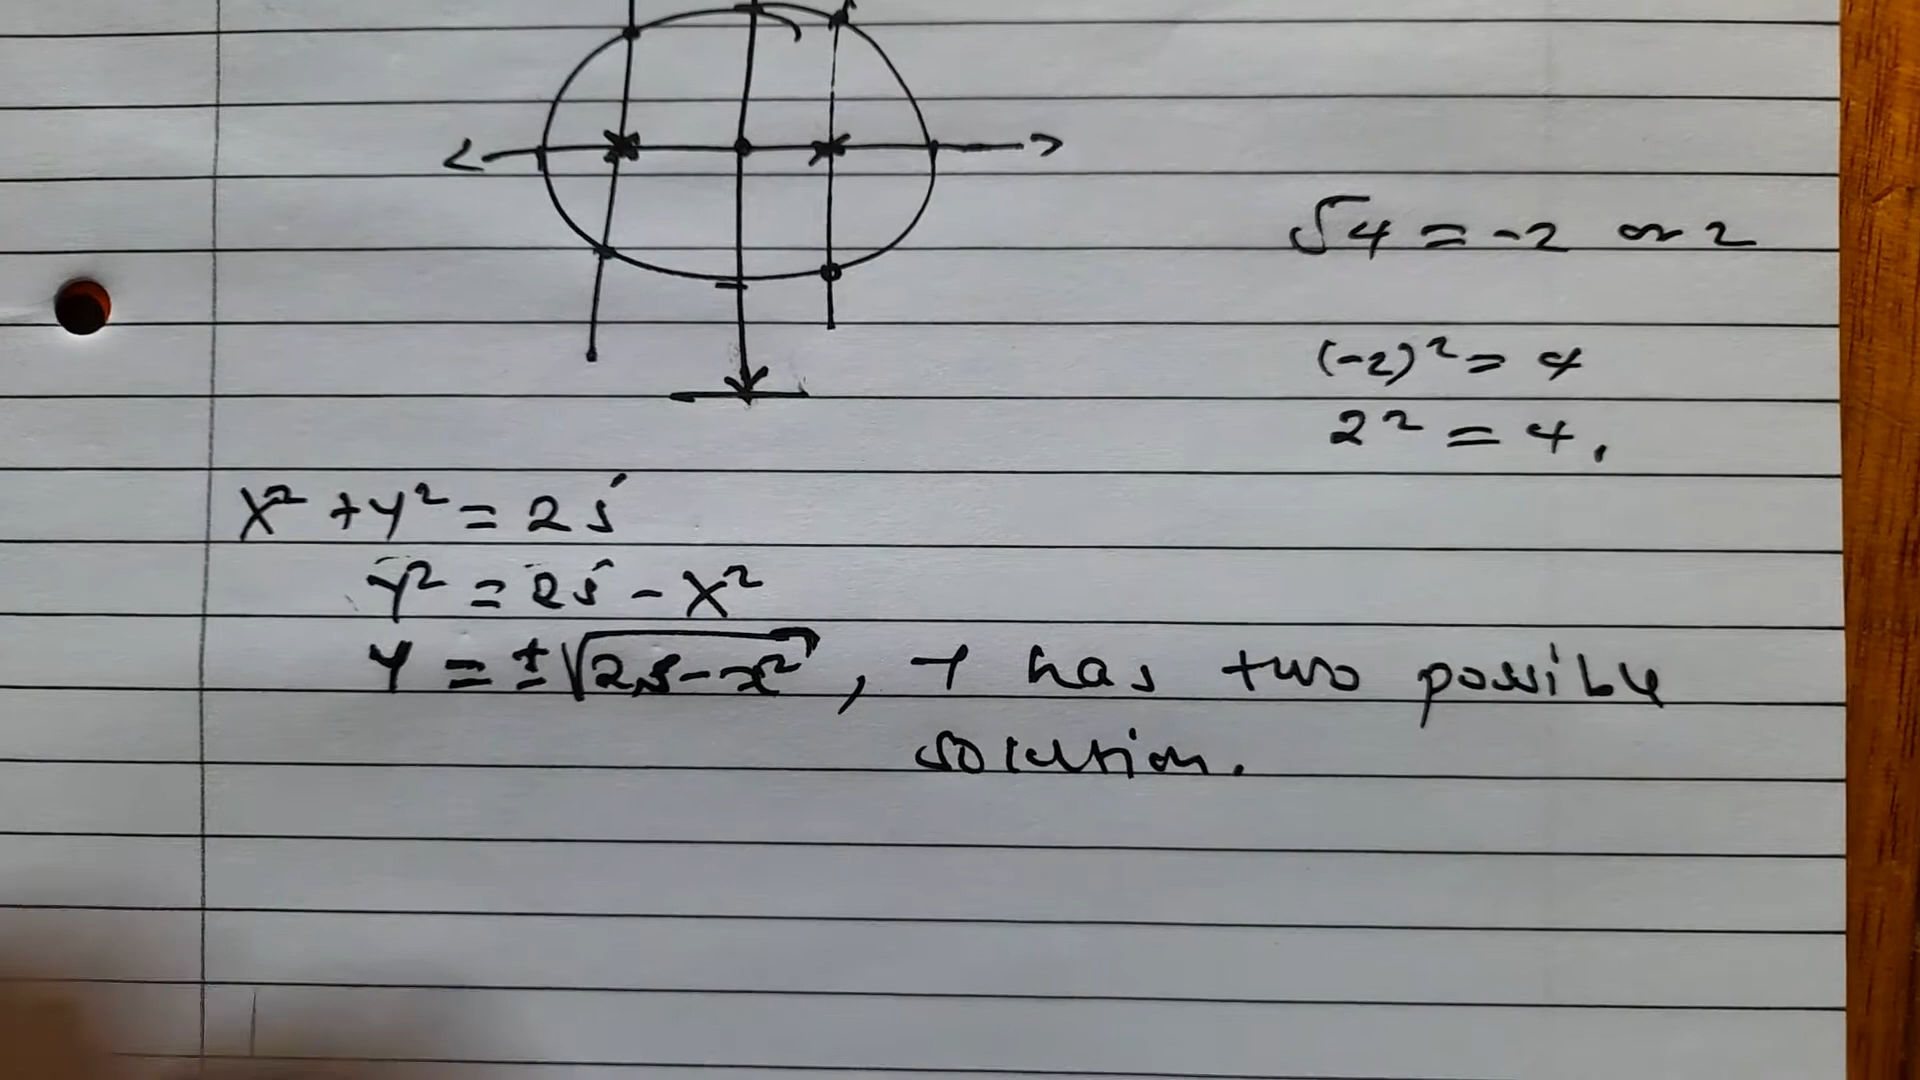 √4 = -2 or 2
(-2)² = 4
2² = 4.
x² + y² = 25
y² = 25 - x²
y = ±√25-x², y has two possible
solution.